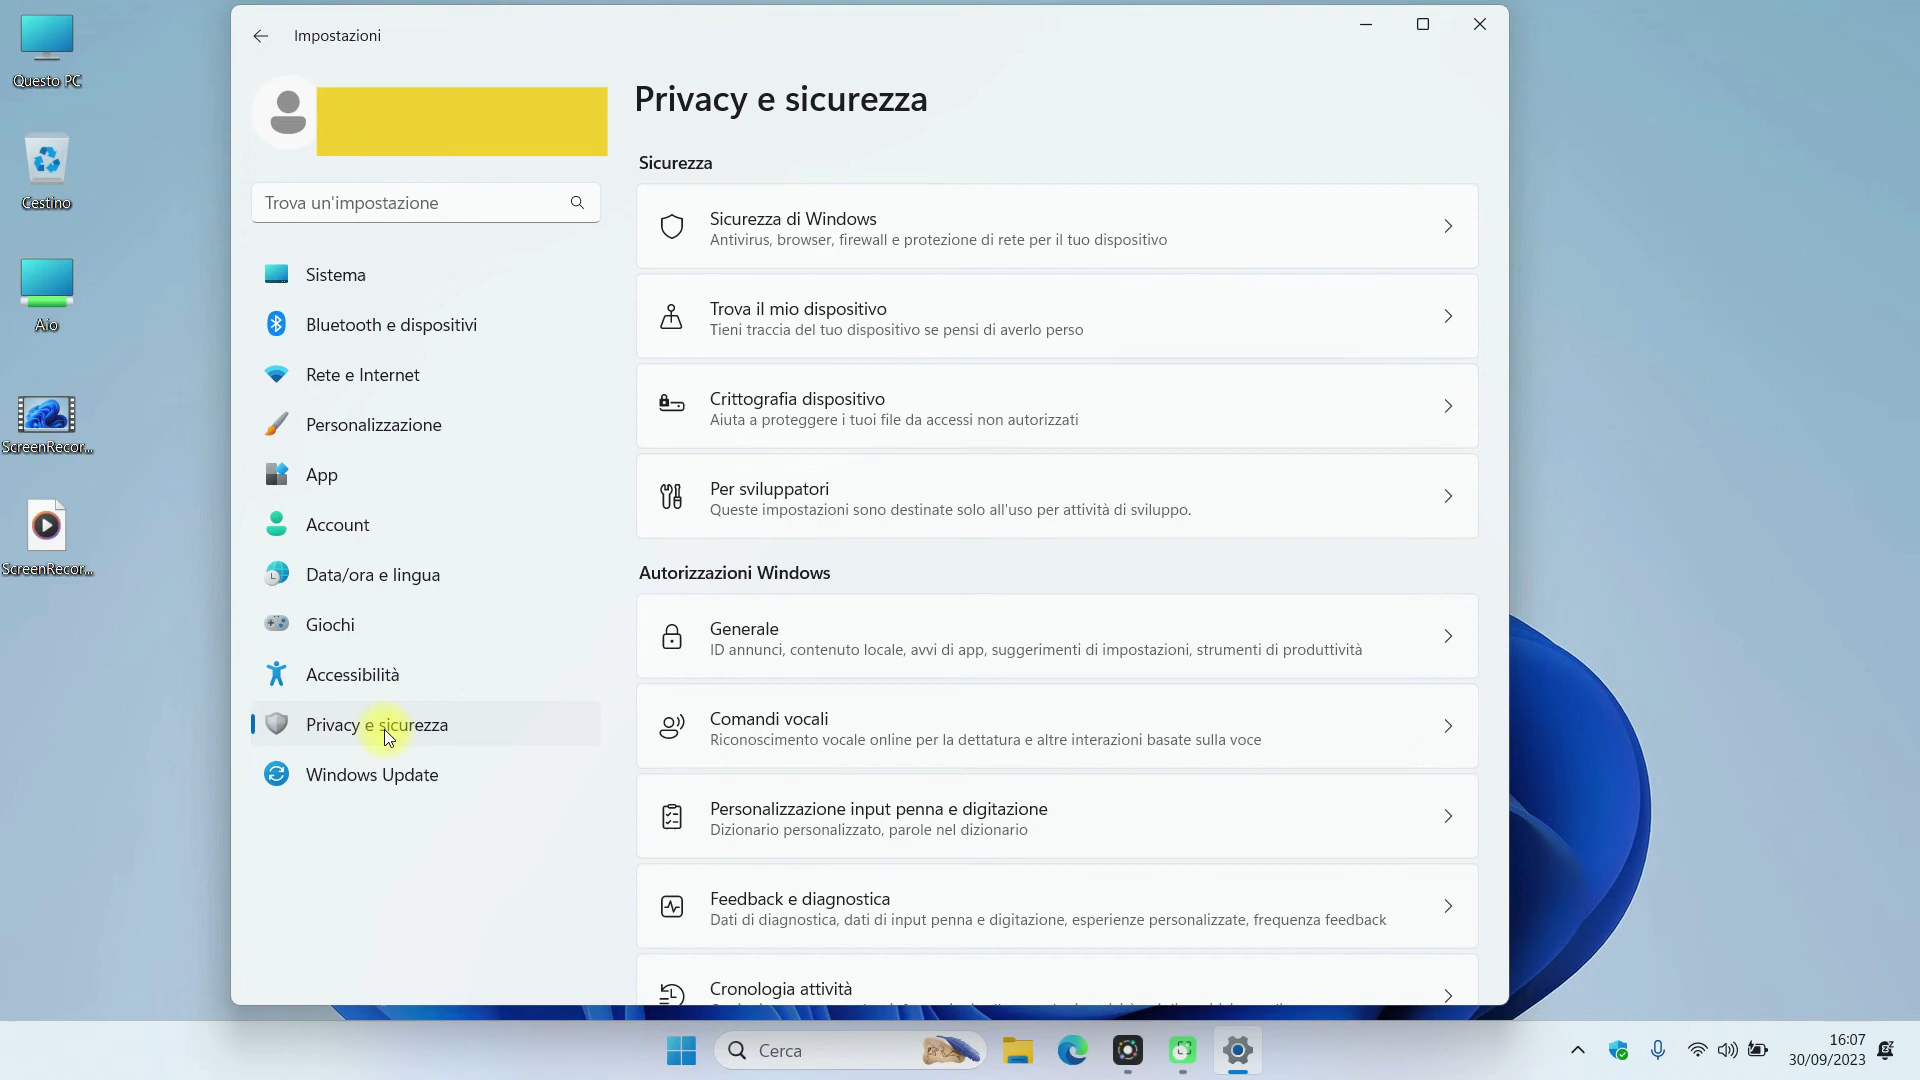 Questo PC
Cestino
Aio
ScreenRecor...
ScreenRecor...
Impostazioni
Trova un'impostazione
Sistema
Bluetooth e dispositivi
Rete e Internet
Personalizzazione
App
Account
Data/ora e lingua
Giochi
Accessibilità
Privacy e sicurezza
Windows Update
Privacy e sicurezza
Sicurezza
Sicurezza di Windows
Antivirus, browser, firewall e protezione di rete per il tuo dispositivo
Trova il mio dispositivo
Tieni traccia del tuo dispositivo se pensi di averlo perso
Crittografia dispositivo
Aiuta a proteggere i tuoi file da accessi non autorizzati
Per sviluppatori
Queste impostazioni sono destinate solo all'uso per attività di sviluppo.
Autorizzazioni Windows
Generale
ID annunci, contenuto locale, avvi di app, suggerimenti di impostazioni, strumenti di produttività
Comandi vocali
Riconoscimento vocale online per la dettatura e altre interazioni basate sulla voce
Personalizzazione input penna e digitazione
Dizionario personalizzato, parole nel dizionario
Feedback e diagnostica
Dati di diagnostica, dati di input penna e digitazione, esperienze personalizzate, frequenza feedback
Cronologia attività
Cerca
16:07
30/09/2023